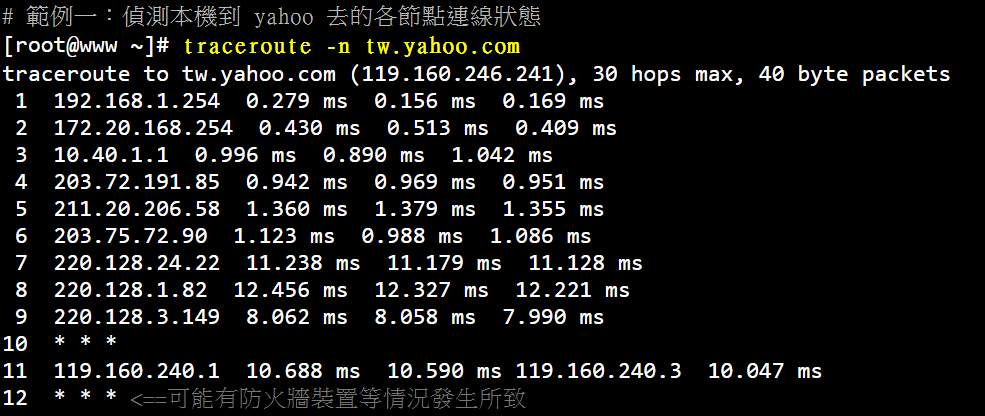 # 範例一：偵測本機到 yahoo 去的各節點連線狀態
[root@www ~]# traceroute -n tw.yahoo.com
traceroute to tw.yahoo.com (119.160.246.241), 30 hops max, 40 byte packets
 1  192.168.1.254  0.279 ms  0.156 ms  0.169 ms
 2  172.20.168.254  0.430 ms  0.513 ms  0.409 ms
 3  10.40.1.1  0.996 ms  0.890 ms  1.042 ms
 4  203.72.191.85  0.942 ms  0.969 ms  0.951 ms
 5  211.20.206.58  1.360 ms  1.379 ms  1.355 ms
 6  203.75.72.90  1.123 ms  0.988 ms  1.086 ms
 7  220.128.24.22  11.238 ms  11.179 ms  11.128 ms
 8  220.128.1.82  12.456 ms  12.327 ms  12.221 ms
 9  220.128.3.149  8.062 ms  8.058 ms  7.990 ms
10  * * *
11  119.160.240.1  10.688 ms  10.590 ms 119.160.240.3  10.047 ms
12  * * * <==可能有防火牆裝置等情況發生所致